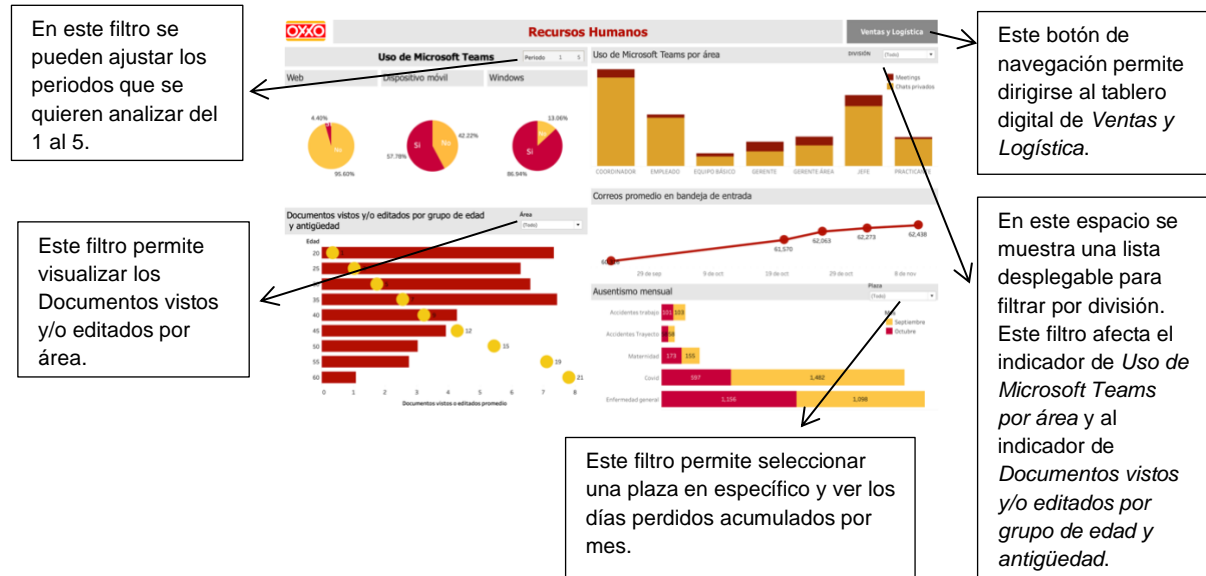 En este filtro se
pueden ajustar los
periodos que se
quieren analizar del
1 al 5.
OXXO
Recursos Humanos
Ventas y Logística
Este botón de
navegación permite
dirigirse al tablero
digital de Ventas y
Logística.
Uso de Microsoft Teams
Periodo 1 5
Web
Dispositivo móvil
Windows
4.40%
No
95.60%
Si
No
42.22%
57.78%
13.06%
No
Si
86.94%
Uso de Microsoft Teams por área
DIVISIÓN
(Todo)
Meetings
Chats privados
COORDINADOR
EMPLEADO
EQUIPO BÁSICO
GERENTE
GERENTE ÁREA
JEFE
PRACTICANTE
Correos promedio en bandeja de entrada
61,570
62,063
62,273
62,438
29 de sep
9 de oct
19 de oct
29 de oct
8 de nov
Este filtro permite
visualizar los
Documentos vistos
y/o editados por
área.
Documentos vistos y/o editados por grupo de edad
y antigüedad
Área
(Todo)
Edad
20
25
35
40
45
12
50
15
55
19
60
21
0 1 2 3 4 5 6 7 8
Documentos vistos o editados promedio
Ausentismo mensual
Plaza
(Todo)
Septiembre
Octubre
Accidentes trabajo
101
103
Accidentes Trayecto
Maternidad
173
155
Covid
597
1,482
Enfermedad general
1,156
1,098
En este espacio se
muestra una lista
desplegable para
filtrar por división.
Este filtro afecta el
indicador de Uso de
Microsoft Teams
por área y al
indicador de
Documentos vistos
y/o editados por
grupo de edad y
antigüedad.
Este filtro permite seleccionar
una plaza en específico y ver los
días perdidos acumulados por
mes.